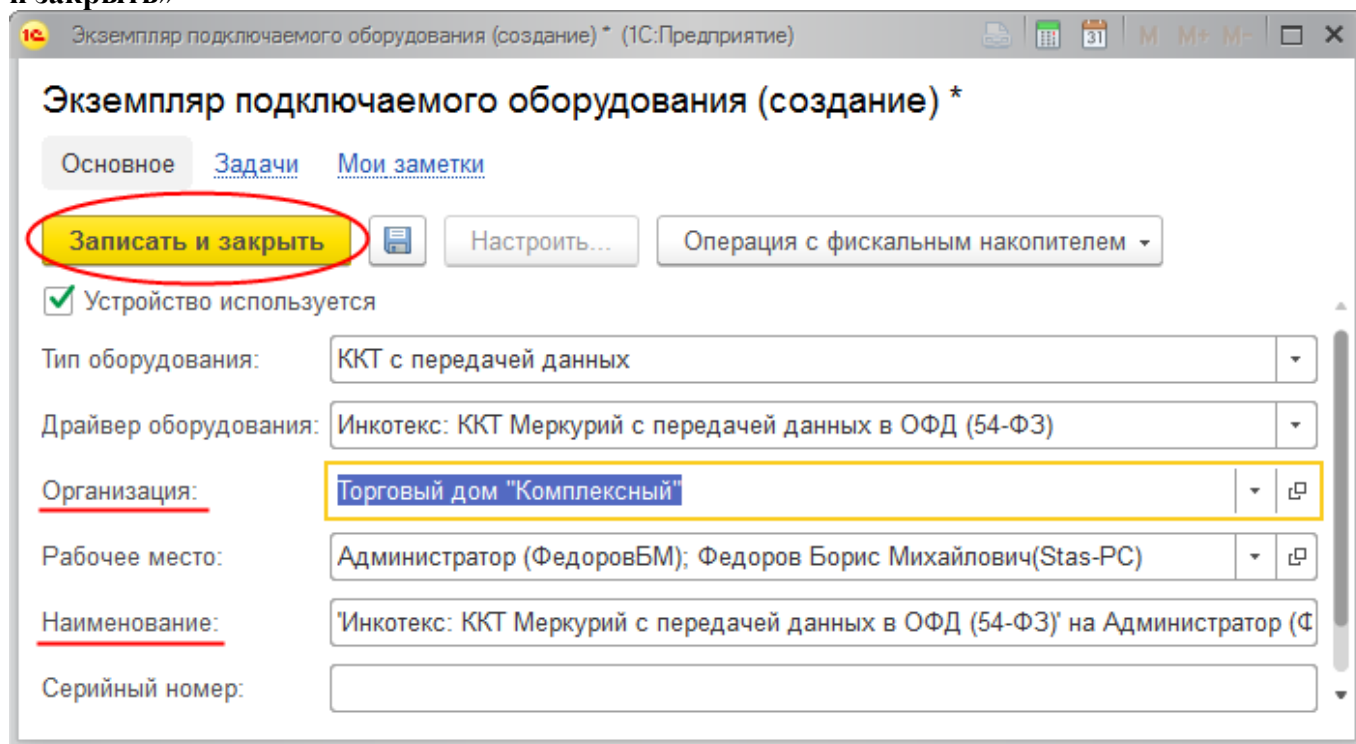 и закрыть»
1С Экземпляр подключаемого оборудования (создание) * (1С:Предприятие) 31 M M+ M-
Экземпляр подключаемого оборудования (создание) *
Основное Задачи Мои заметки
Записать и закрыть Настроить... Операция с фискальным накопителем
Устройство используется
Тип оборудования: ККТ с передачей данных
Драйвер оборудования: Инкотекс: ККТ Меркурий с передачей данных в ОФД (54-ФЗ)
Организация: Торговый дом "Комплексный"
Рабочее место: Администратор (ФедоровБМ); Федоров Борис Михайлович(Stas-PC)
Наименование: 'Инкотекс: ККТ Меркурий с передачей данных в ОФД (54-ФЗ)' на Администратор (Ф
Серийный номер: